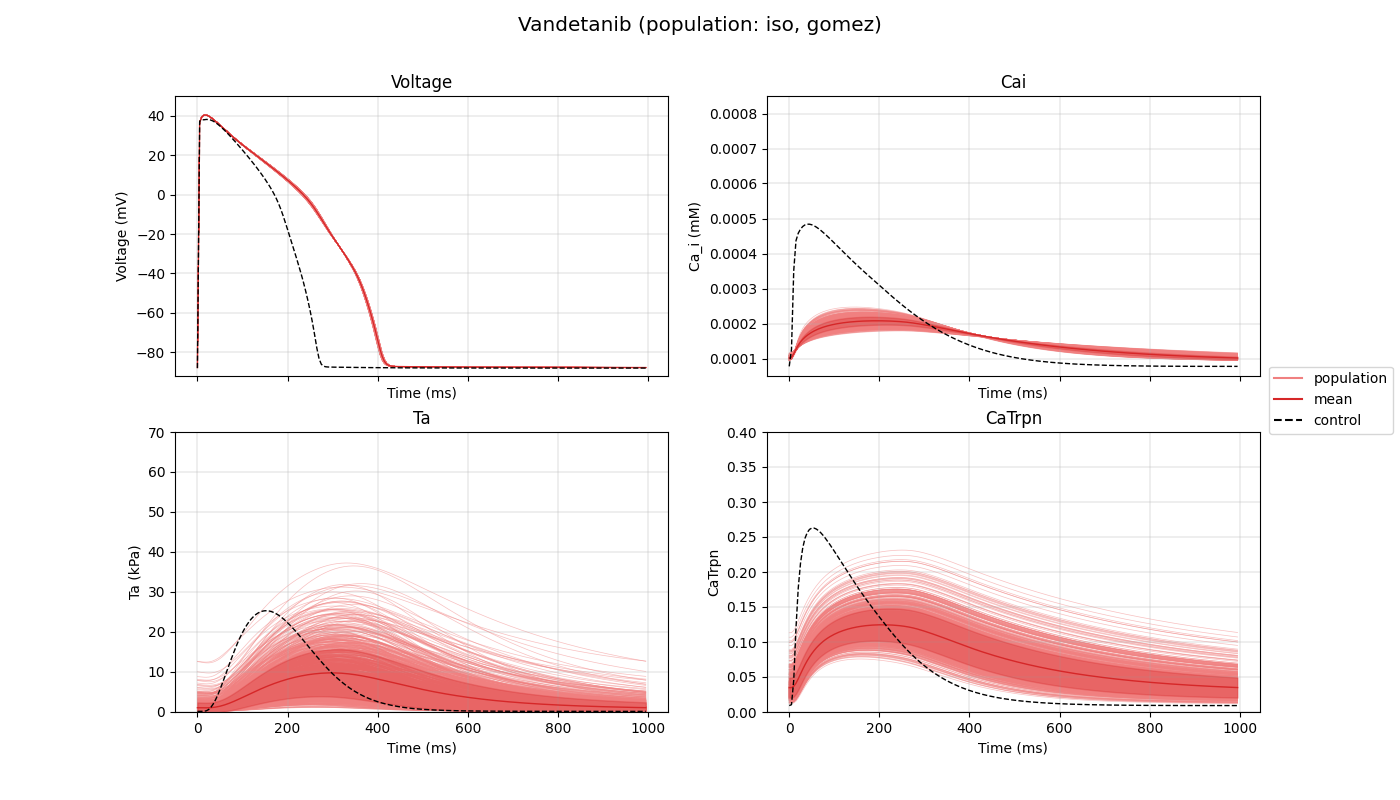 Vandetanib (population: iso, gomez)
Voltage
Cai
40
20
0
−20
−40
−60
−80
Voltage (mV)
Time (ms)
0.0008
0.0007
0.0006
0.0005
0.0004
0.0003
0.0002
0.0001
Ca_i (mM)
Time (ms)
population
mean
control
Ta
CaTrpn
70
60
50
40
30
20
10
0
Ta (kPa)
0 200 400 600 800 1000
Time (ms)
0.40
0.35
0.30
0.25
0.20
0.15
0.10
0.05
0.00
CaTrpn
0 200 400 600 800 1000
Time (ms)